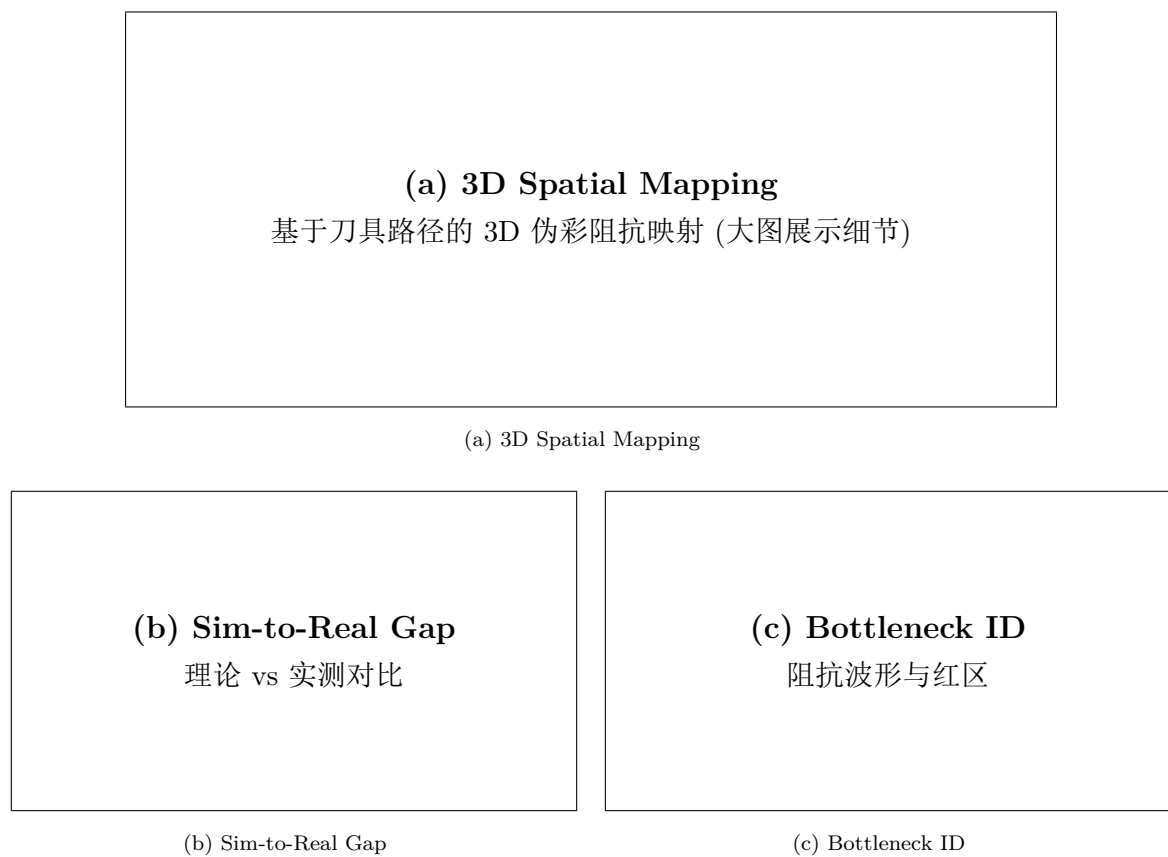 (a) 3D Spatial Mapping
基于刀具路径的 3D 伪彩阻抗映射 (大图展示细节)
(a) 3D Spatial Mapping
(b) Sim-to-Real Gap
理论 vs 实测对比
(b) Sim-to-Real Gap
(c) Bottleneck ID
阻抗波形与红区
(c) Bottleneck ID